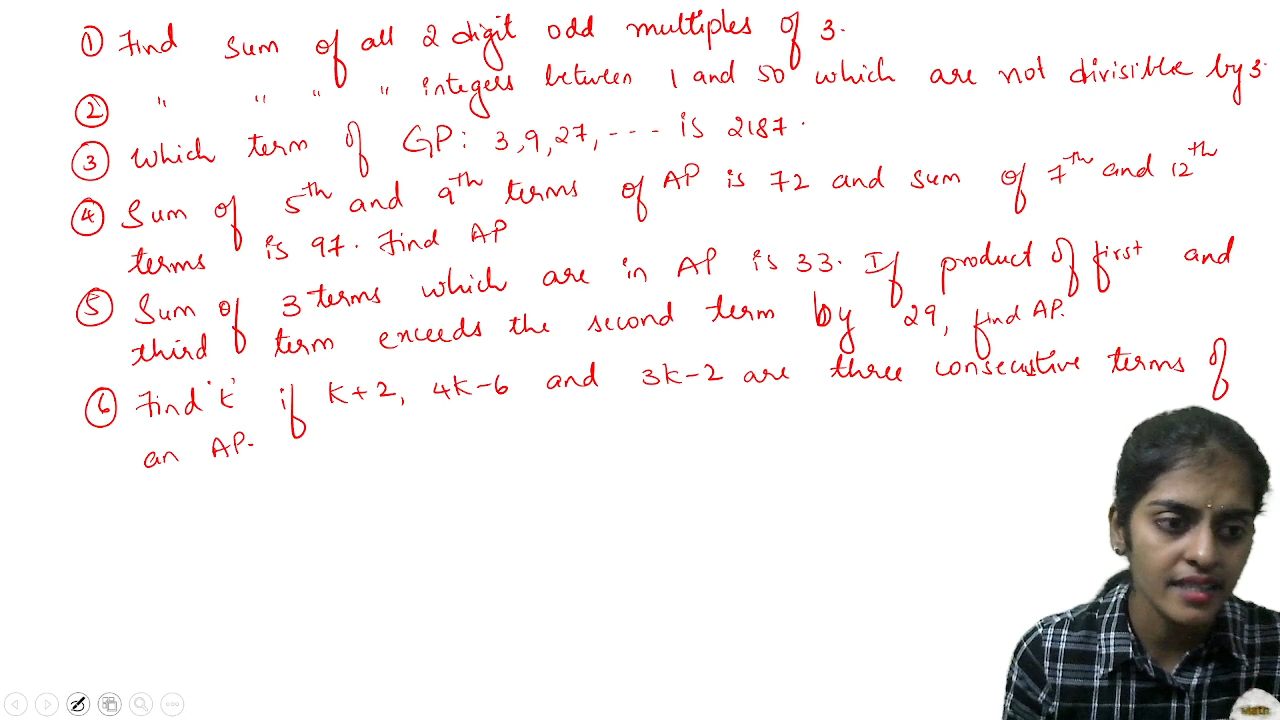 ① Find sum of all 2 digit odd multiples of 3.
② " " " " integers between 1 and 50 which are not divisible by 3.
③ Which term of GP: 3,9,27, ---- is 2187.
④ Sum of 5th and 9th terms of AP is 72 and sum of 7th and 12th
terms is 97. Find AP
⑤ Sum of 3 terms which are in AP is 33. If product of first and
third term exceeds the second term by 29, find AP.
⑥ Find 'k' if k+2, 4k-6 and 3k-2 are three consecutive terms of
an AP.
Math